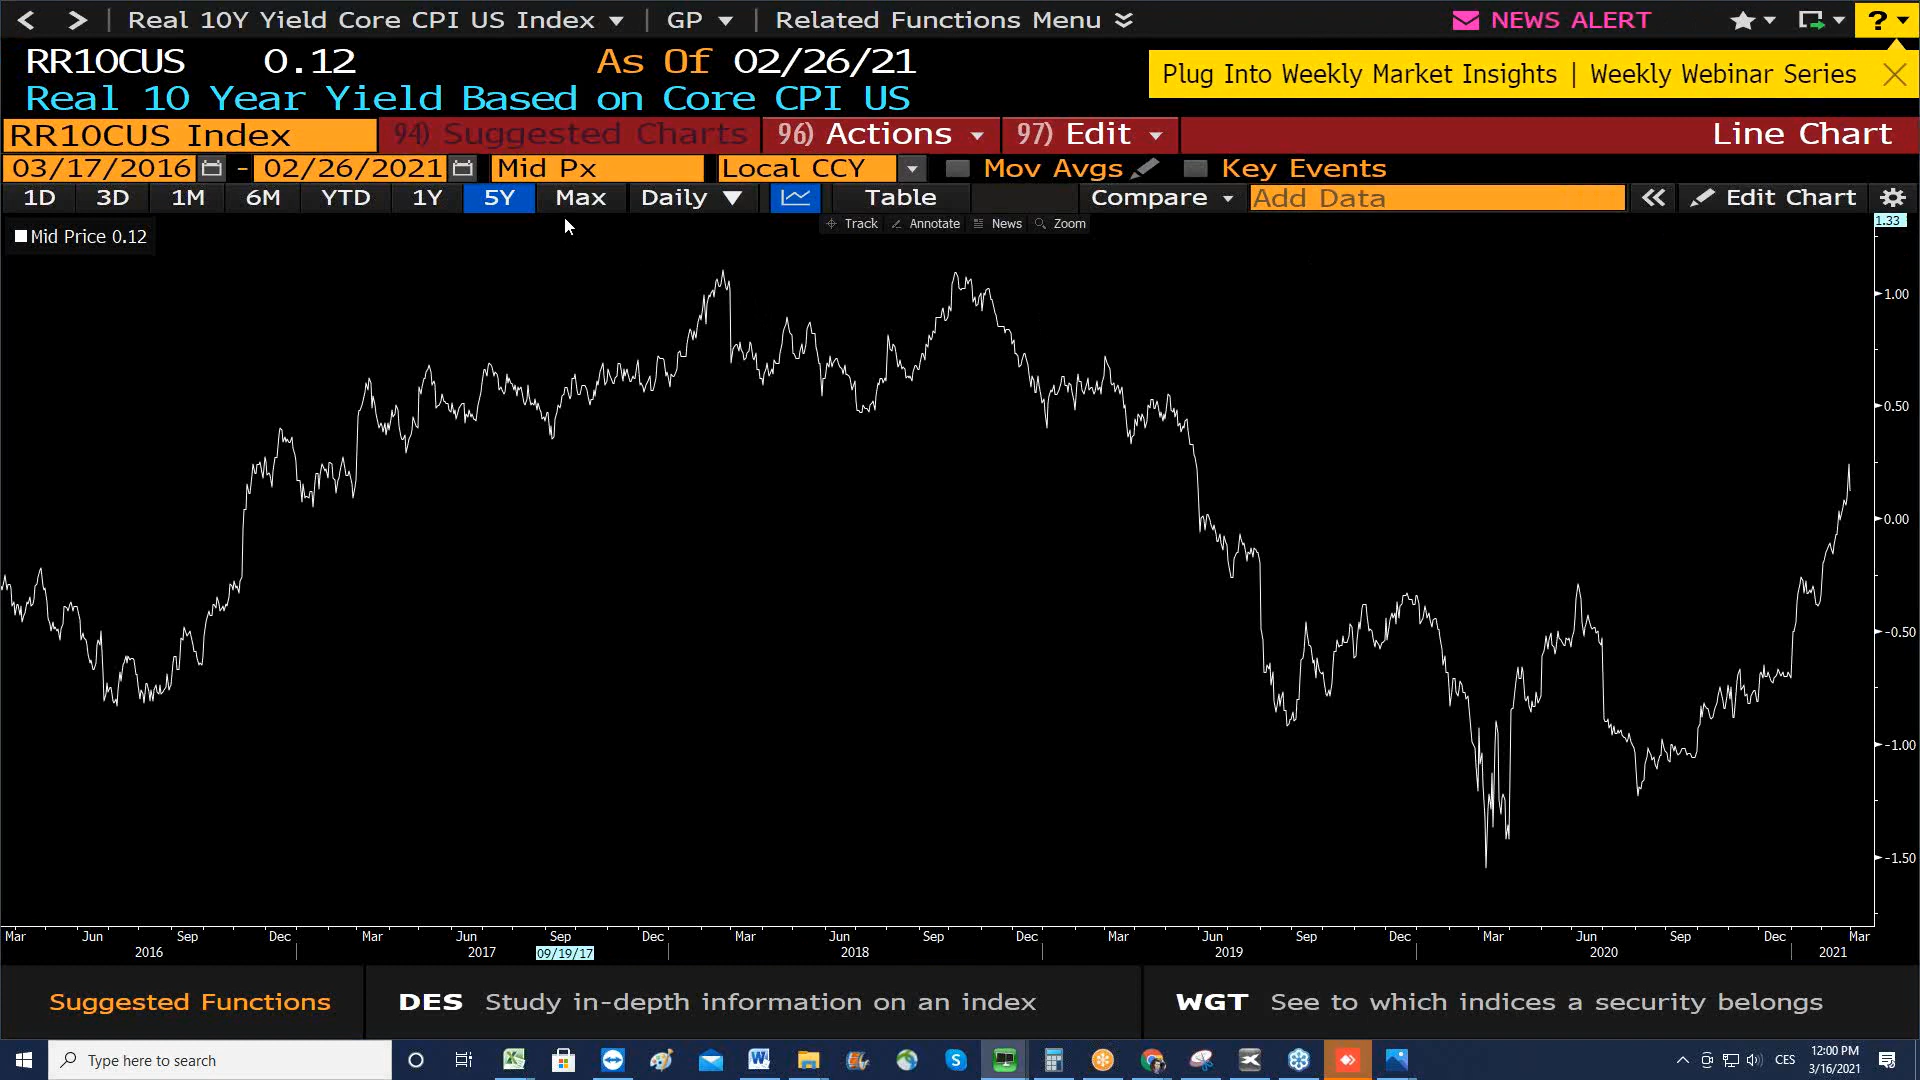 Real 10Y Yield Core CPI US Index GP Related Functions Menu NEWS ALERT ?
RR10CUS 0.12 As Of 02/26/21
Plug Into Weekly Market Insights | Weekly Webinar Series
Real 10 Year Yield Based on Core CPI US
RR10CUS Index 94) Suggested Charts 96) Actions 97) Edit Line Chart
03/17/2016 - 02/26/2021 Mid Px Local CCY Mov Avgs Key Events
1D 3D 1M 6M YTD 1Y 5Y Max Daily Table Compare Add Data Edit Chart
Track Annotate News Zoom
Mid Price 0.12
1.33
1.00
0.50
0.00
-0.50
-1.00
-1.50
Mar Jun Sep Dec Mar Jun Sep Dec Mar Jun Sep Dec Mar Jun Sep Dec Mar Jun Sep Dec Mar
2016 2017 09/19/17 2018 2019 2020 2021
Suggested Functions DES Study in-depth information on an index WGT See to which indices a security belongs
Type here to search CES 12:00 PM
3/16/2021